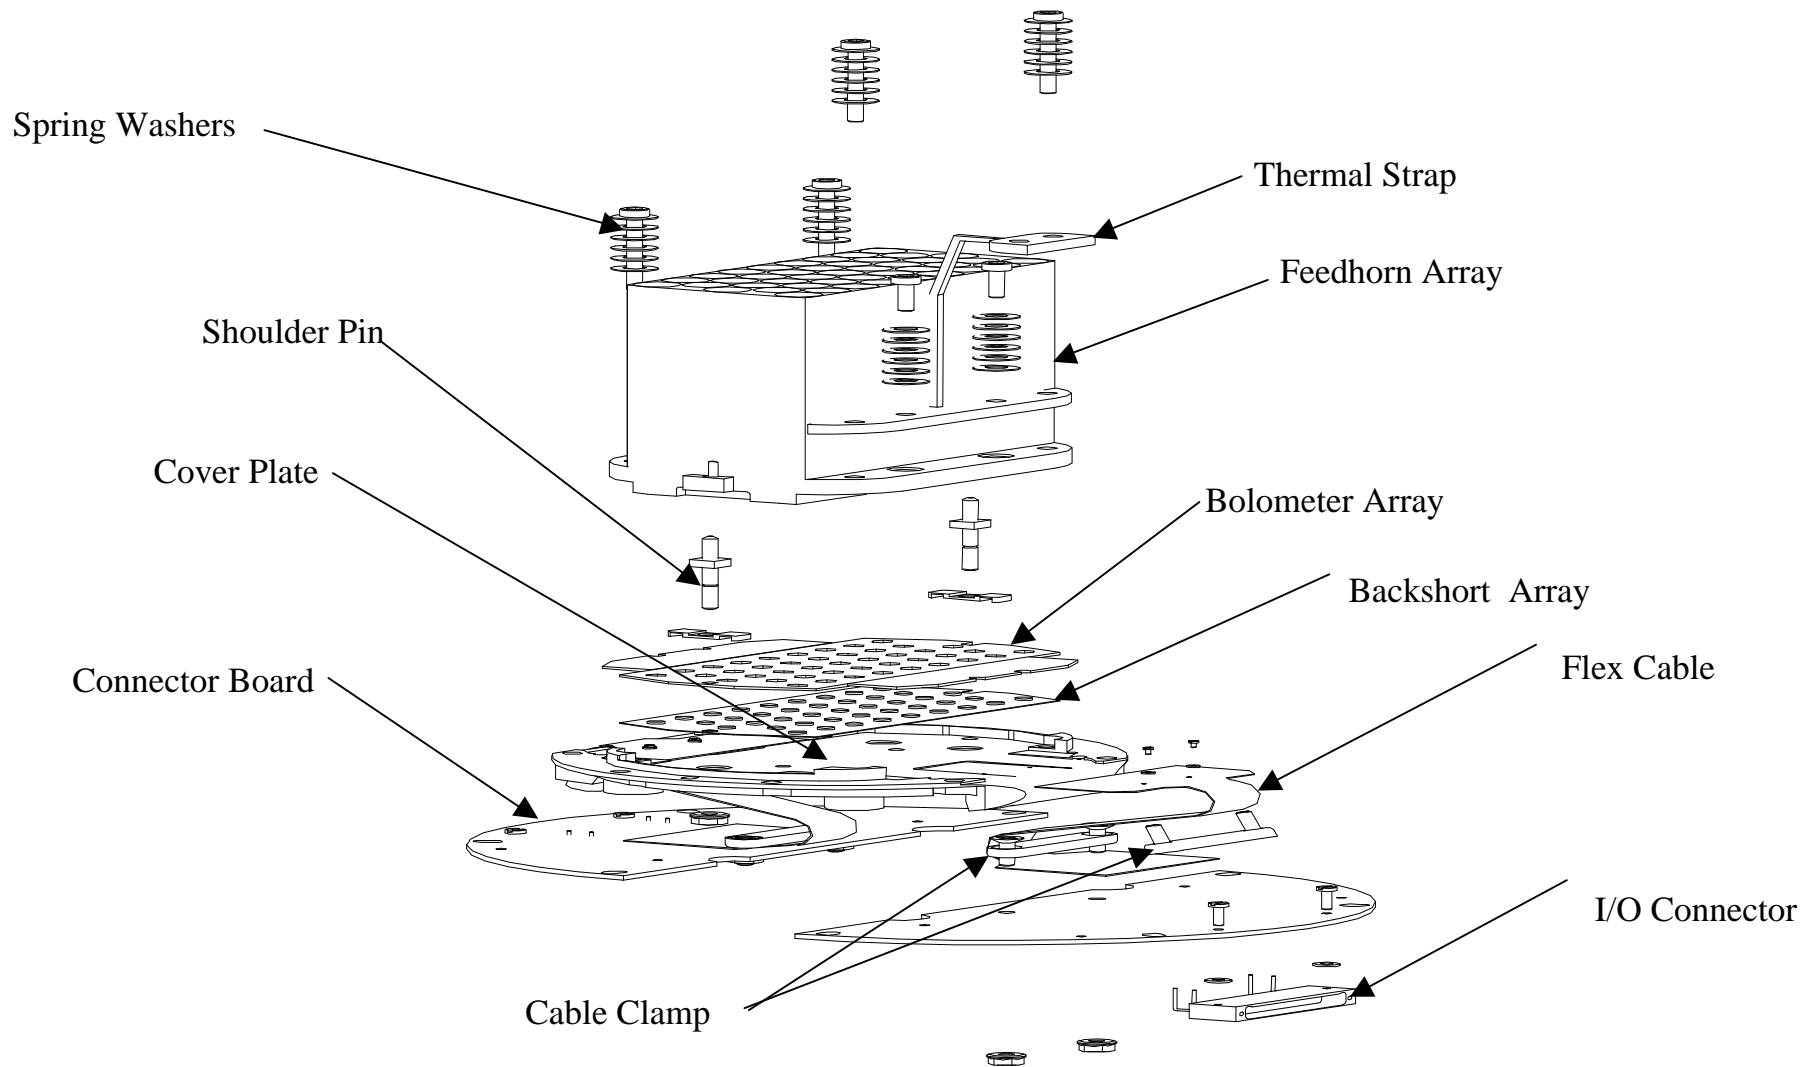 Spring Washers
Thermal Strap
Feedhorn Array
Shoulder Pin
Cover Plate
Bolometer Array
Backshort Array
Connector Board
Flex Cable
I/O Connector
Cable Clamp